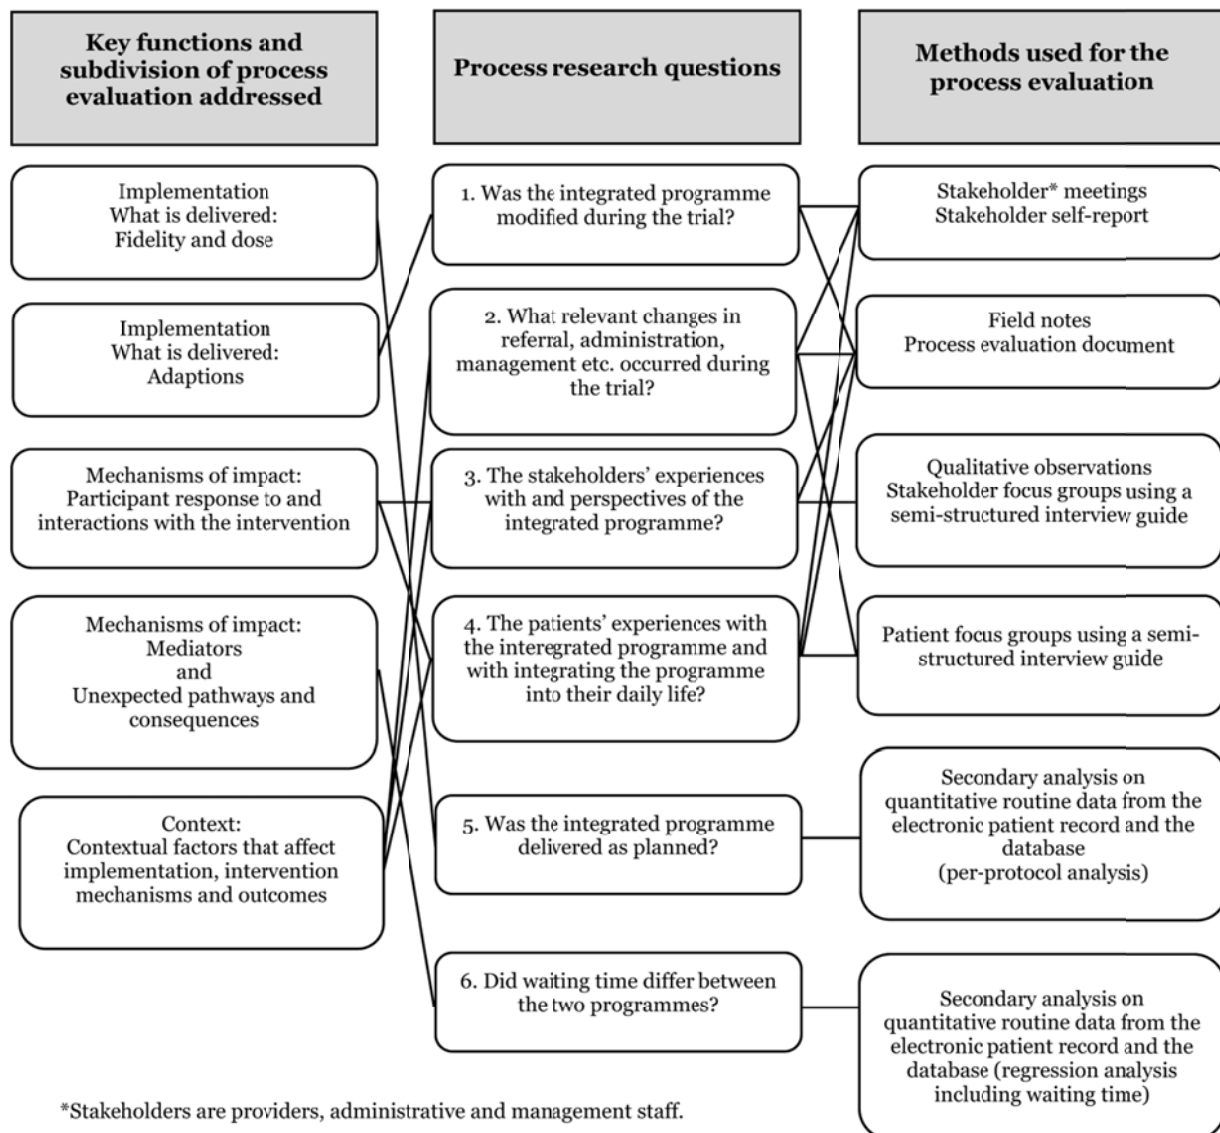 Key functions and
subdivision of process
evaluation addressed
Implementation
What is delivered:
Fidelity and dose
Implementation
What is delivered:
Adaptions
Mechanisms of impact:
Participant response to and
interactions with the intervention
Mechanisms of impact:
Mediators
and
Unexpected pathways and
consequences
Context:
Contextual factors that affect
implementation, intervention
mechanisms and outcomes
Process research questions
1. Was the integrated programme
modified during the trial?
2. What relevant changes in
referral, administration,
management etc. occurred during
the trial?
3. The stakeholders’ experiences
with and perspectives of the
integrated programme?
4. The patients’ experiences with
the interegrated programme and
with integrating the programme
into their daily life?
5. Was the integrated programme
delivered as planned?
6. Did waiting time differ between
the two programmes?
Methods used for the
process evaluation
Stakeholder* meetings
Stakeholder self-report
Field notes
Process evaluation document
Qualitative observations
Stakeholder focus groups using a
semi-structured interview guide
Patient focus groups using a semi-
structured interview guide
Secondary analysis on
quantitative routine data from the
electronic patient record and the
database
(per-protocol analysis)
Secondary analysis on
quantitative routine data from the
electronic patient record and the
database (regression analysis
including waiting time)
*Stakeholders are providers, administrative and management staff.